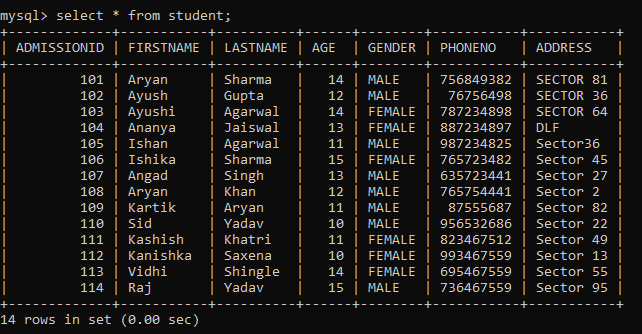 mysql> select * from student;
+-------------+-----------+----------+------+--------+-----------+-----------+
| ADMISSIONID | FIRSTNAME | LASTNAME | AGE  | GENDER | PHONENO   | ADDRESS   |
+-------------+-----------+----------+------+--------+-----------+-----------+
|         101 | Aryan     | Sharma   |   14 | MALE   | 756849382 | SECTOR 81 |
|         102 | Ayush     | Gupta    |   12 | MALE   |  76756498 | SECTOR 36 |
|         103 | Ayushi    | Agarwal  |   14 | FEMALE | 787234898 | SECTOR 64 |
|         104 | Ananya    | Jaiswal  |   13 | FEMALE | 887234897 | DLF       |
|         105 | Ishan     | Agarwal  |   11 | MALE   | 987234825 | Sector36  |
|         106 | Ishika    | Sharma   |   15 | FEMALE | 765723482 | Sector 45 |
|         107 | Angad     | Singh    |   13 | MALE   | 635723441 | Sector 27 |
|         108 | Aryan     | Khan     |   12 | MALE   | 765754441 | Sector 2  |
|         109 | Kartik    | Aryan    |   11 | MALE   |  87555687 | Sector 82 |
|         110 | Sid       | Yadav    |   10 | MALE   | 956532686 | Sector 22 |
|         111 | Kashish   | Khatri   |   11 | FEMALE | 823467512 | Sector 49 |
|         112 | Kanishka  | Saxena   |   10 | FEMALE | 993467559 | Sector 13 |
|         113 | Vidhi     | Shingle  |   14 | FEMALE | 695467559 | Sector 55 |
|         114 | Raj       | Yadav    |   15 | MALE   | 736467559 | Sector 95 |
+-------------+-----------+----------+------+--------+-----------+-----------+
14 rows in set (0.00 sec)